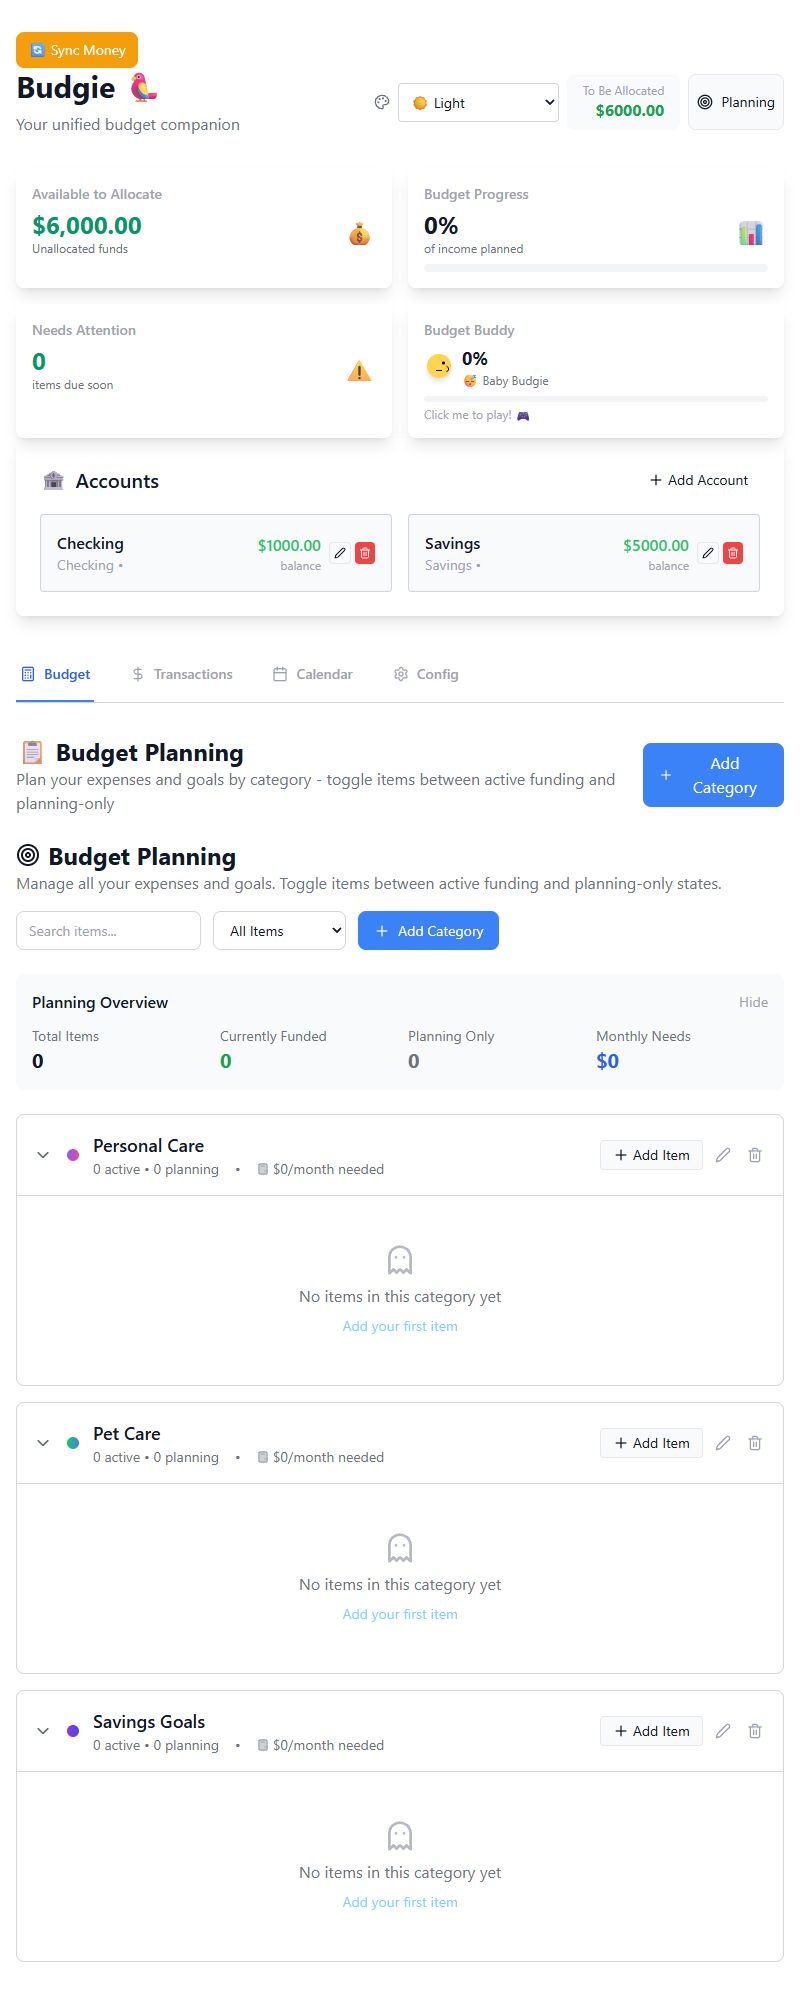 Sync Money
Budgie
Your unified budget companion
Light
To Be Allocated
$6000.00
Planning
Available to Allocate
$6,000.00
Unallocated funds
Budget Progress
0%
of income planned
Needs Attention
0
items due soon
Budget Buddy
0%
Baby Budgie
Click me to play!
Accounts
+ Add Account
Checking
Checking •
$1000.00
balance
Savings
Savings •
$5000.00
balance
Budget
Transactions
Calendar
Config
Budget Planning
Plan your expenses and goals by category - toggle items between active funding and
planning-only
+ Add
Category
Budget Planning
Manage all your expenses and goals. Toggle items between active funding and planning-only states.
Search items...
All Items
+ Add Category
Planning Overview
Hide
Total Items
0
Currently Funded
0
Planning Only
0
Monthly Needs
$0
Personal Care
0 active • 0 planning • $0/month needed
+ Add Item
No items in this category yet
Add your first item
Pet Care
0 active • 0 planning • $0/month needed
+ Add Item
No items in this category yet
Add your first item
Savings Goals
0 active • 0 planning • $0/month needed
+ Add Item
No items in this category yet
Add your first item